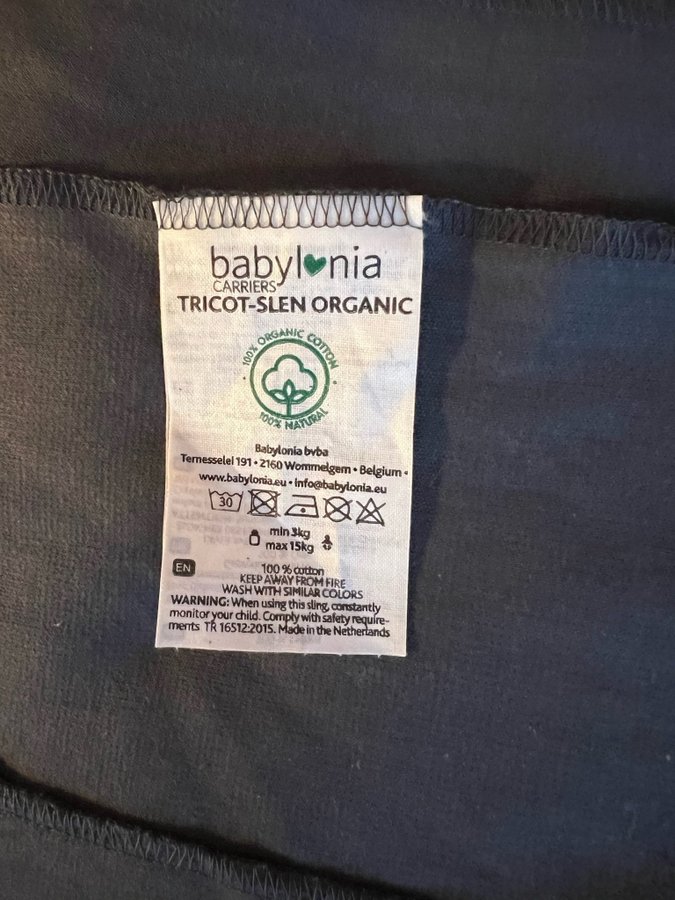 babylonia
CARRIERS
TRICOT-SLEN ORGANIC
100% ORGANIC COTTON
100% NATURAL
Babylonia bvba
Ternesselei 191 • 2160 Wommelgem • Belgium •
www.babylonia.eu • info@babylonia.eu
30
min 3kg
max 15kg
EN
100 % cotton
KEEP AWAY FROM FIRE
WASH WITH SIMILAR COLORS
WARNING: When using this sling, constantly
monitor your child. Comply with safety require-
ments TR 16512:2015. Made in the Netherlands